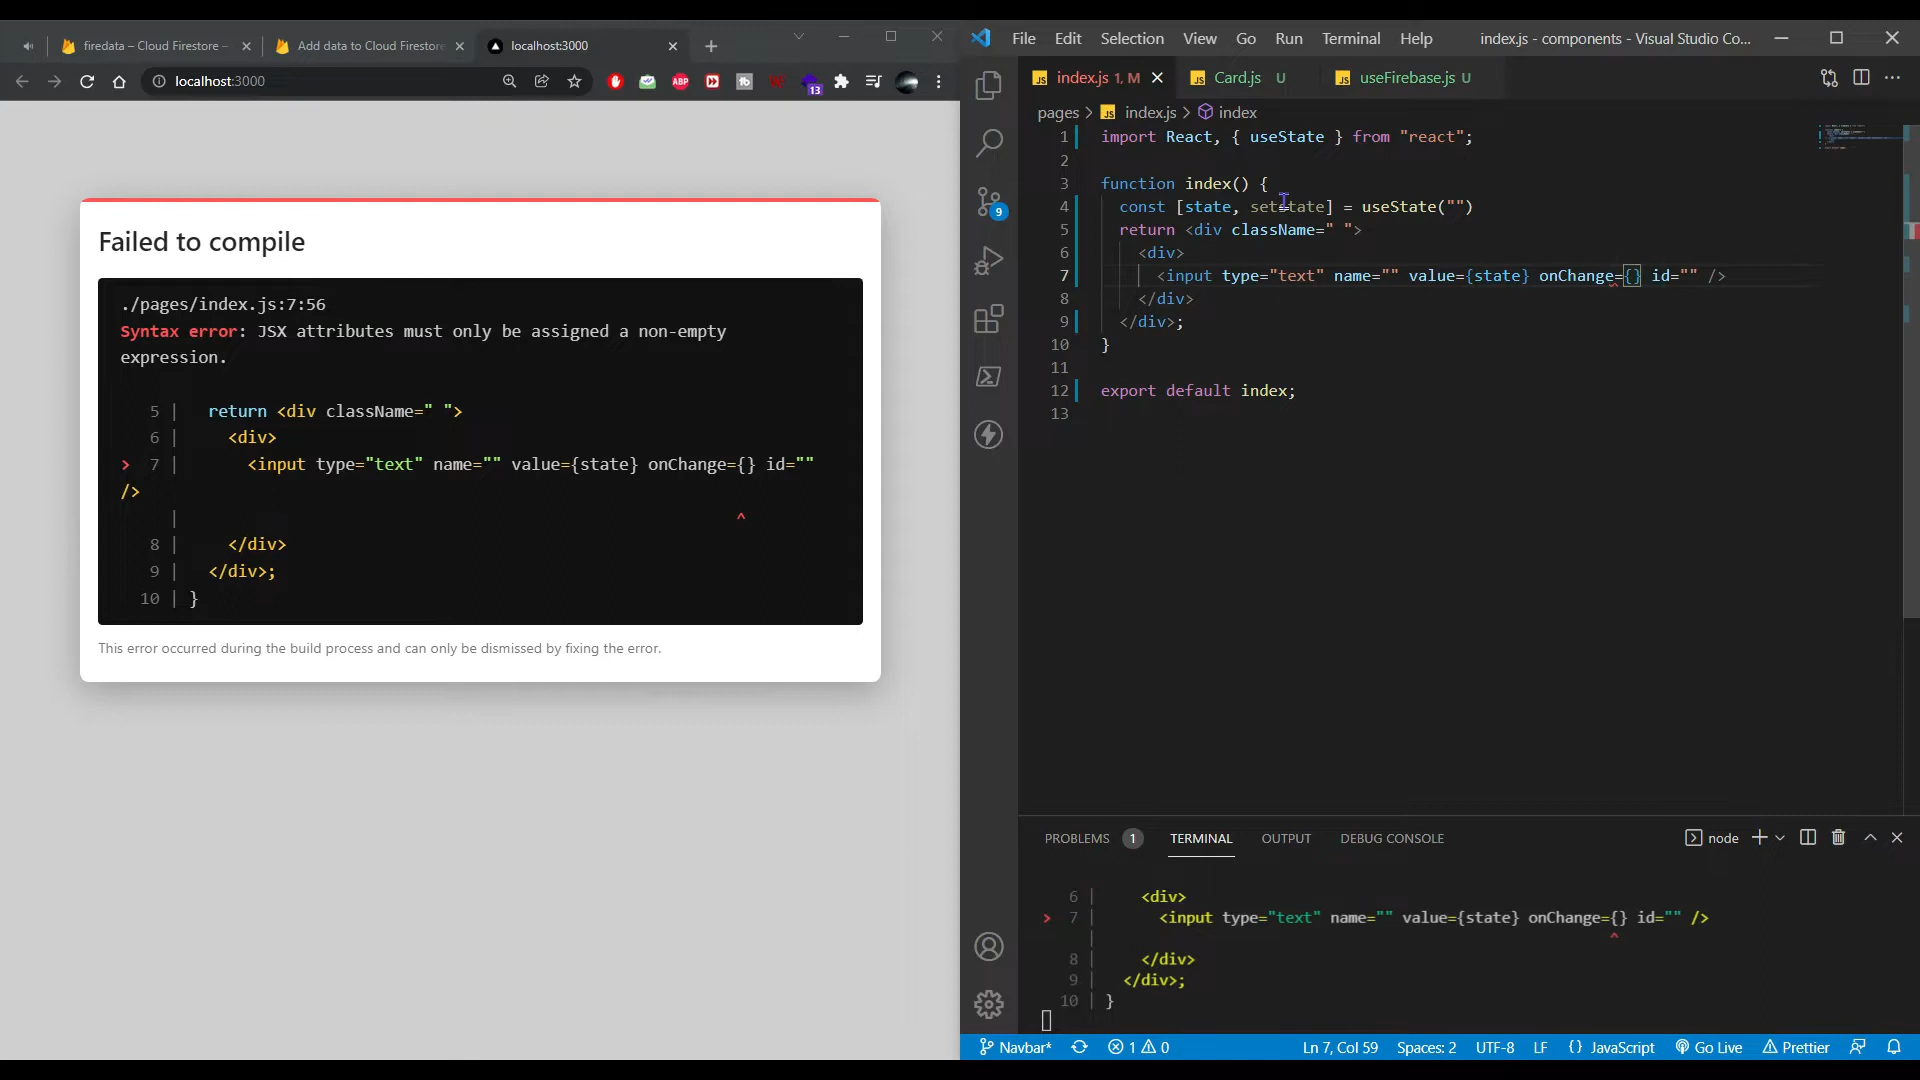 firedata – Cloud Firestore –
Add data to Cloud Firestore
localhost:3000
localhost:3000
ABP
13
Failed to compile
./pages/index.js:7:56
Syntax error: JSX attributes must only be assigned a non-empty
expression.
5 | return <div className=" ">
6 | <div>
> 7 | <input type="text" name="" value={state} onChange={} id=""
/>
| ^
8 | </div>
9 | </div>;
10 | }
This error occurred during the build process and can only be dismissed by fixing the error.
File Edit Selection View Go Run Terminal Help index.js - components - Visual Studio Co...
JS index.js 1, M JS Card.js U JS useFirebase.js U
pages > JS index.js > index
9
1 import React, { useState } from "react";
2
3 function index() {
4 const [state, setState] = useState("")
5 return <div className=" ">
6 <div>
7 <input type="text" name="" value={state} onChange={} id="" />
8 </div>
9 </div>;
10 }
11
12 export default index;
13
PROBLEMS 1 TERMINAL OUTPUT DEBUG CONSOLE node
6 | <div>
> 7 | <input type="text" name="" value={state} onChange={} id="" />
| ^
8 | </div>
9 | </div>;
10 | }
Navbar* 1 0 Ln 7, Col 59 Spaces: 2 UTF-8 LF {} JavaScript Go Live Prettier